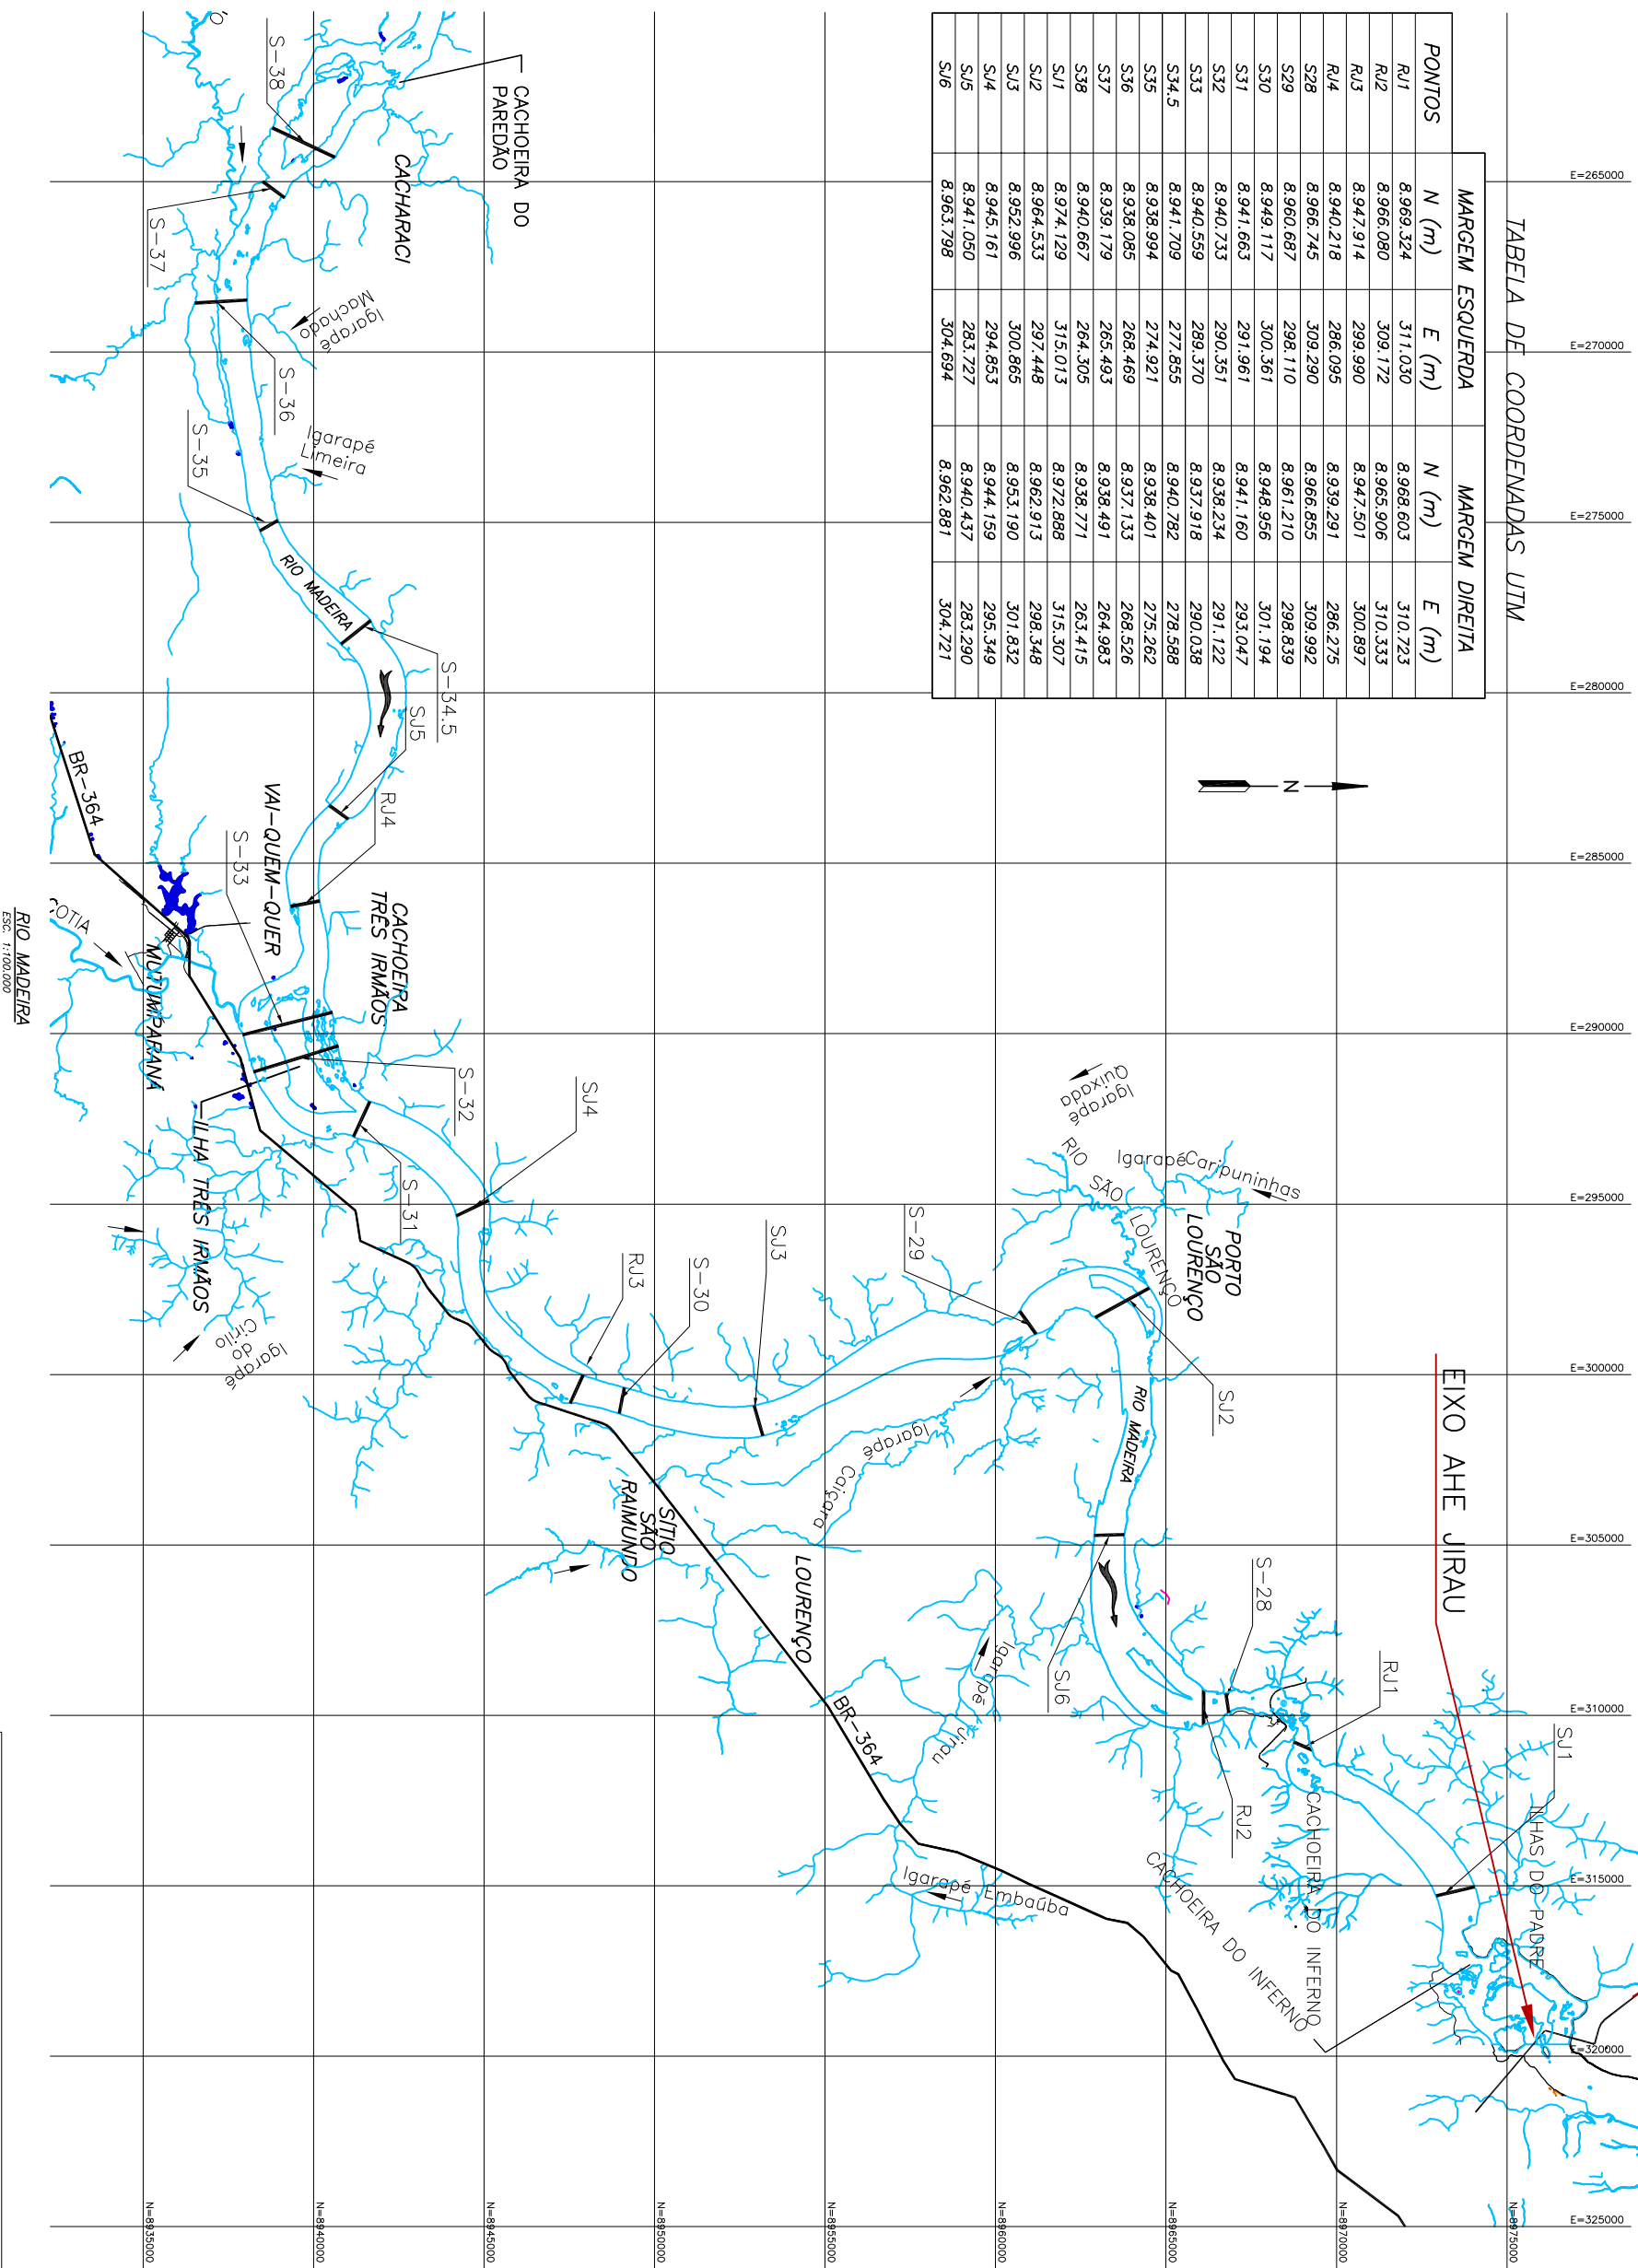 TABELA DE COORDENADAS UTM
MARGEM ESQUERDA MARGEM DIREITA
PONTOS N (m) E (m) N (m) E (m)
RJ1 8.969.324 311.030 8.968.603 310.723
RJ2 8.966.080 309.172 8.965.906 310.333
RJ3 8.947.914 299.990 8.947.501 300.897
RJ4 8.940.218 286.095 8.939.291 286.275
S28 8.966.745 309.290 8.966.855 309.992
S29 8.960.687 298.110 8.961.210 298.839
S30 8.949.117 300.361 8.948.956 301.194
S31 8.941.663 291.961 8.941.160 293.047
S32 8.940.733 290.351 8.938.234 291.122
S33 8.940.559 289.370 8.937.918 290.038
S34.5 8.941.709 277.855 8.940.782 278.588
S35 8.938.994 274.921 8.938.401 275.262
S36 8.938.085 268.469 8.937.133 268.526
S37 8.939.179 265.493 8.938.491 264.983
S38 8.940.667 264.305 8.938.771 263.415
SJ1 8.974.129 315.013 8.972.888 315.307
SJ2 8.964.533 297.448 8.962.913 298.348
SJ3 8.952.996 300.865 8.953.190 301.832
SJ4 8.945.161 294.853 8.944.159 295.349
SJ5 8.941.050 283.727 8.940.437 283.290
SJ6 8.963.798 304.694 8.962.881 304.721
E=265000
E=270000
E=275000
E=280000
E=285000
E=290000
E=295000
E=300000
E=305000
E=310000
E=315000
E=320000
E=325000
N=8975000
N=8970000
N=8965000
N=8960000
N=8955000
N=8950000
N=8945000
N=8940000
N=8935000
N
EIXO AHE JIRAU
SJ1
ILHAS DO PADRE
RJ1
CACHOEIRA DO INFERNO
CACHOEIRA DO INFERNO
S-28
RJ2
SJ6
SJ2
PORTO
SÃO
LOURENÇO
Igarapé Caripuninhas
RIO SÃO LOURENÇO
Igarapé
Quixada
RIO MADEIRA
S-29
Igarapé Caiçara
Igarapé Jirau
Igarapé Embaúba
LOURENÇO
BR-364
SJ3
S-30
RJ3
SÍTIO
SÃO
RAIMUNDO
SJ4
S-31
S-32
CACHOEIRA
TRÊS IRMÃOS
ILHA TRÊS IRMÃOS
Igarapé
do
Cirilo
MUTUMPARANÁ
COTIA
S-33
VAI-QUEM-QUER
RJ4
SJ5
S-34.5
BR-364
RIO MADEIRA
S-35
Igarapé
Limeira
S-36
Igarapé
Machado
S-37
CACHARACI
CACHOEIRA DO
PAREDÃO
S-38
RIO MADEIRA
ESC. 1:100.000